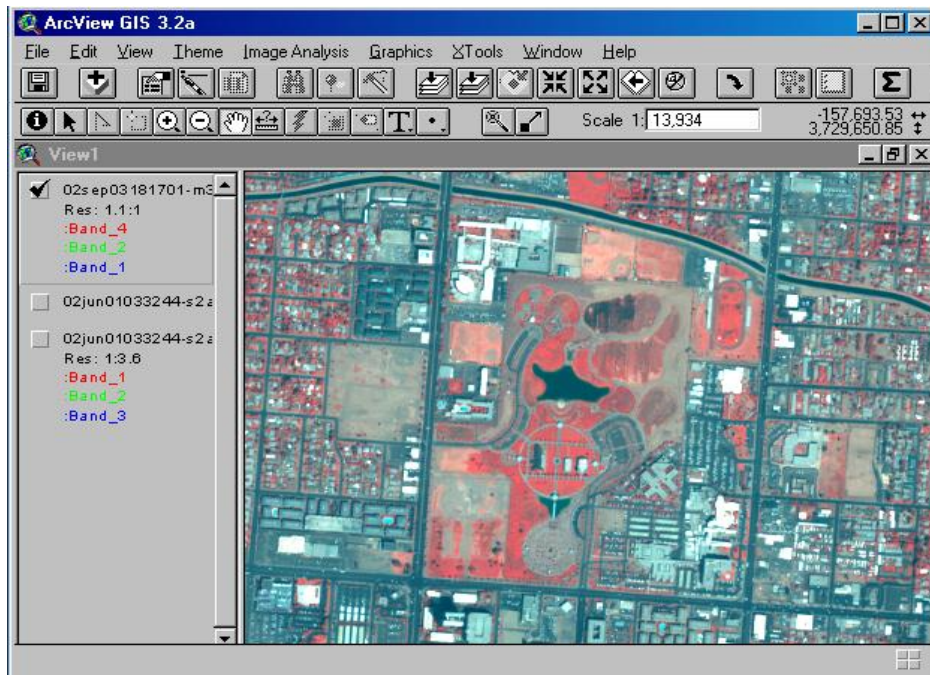 ArcView GIS 3.2a
File Edit View Theme Image Analysis Graphics XTools Window Help
Scale 1: 13,934
-157,693.53
3,729,650.85
View1
02sep03181701-m3
Res: 1.1:1
:Band_4
:Band_2
:Band_1
02jun01033244-s2a
02jun01033244-s2a
Res: 1:3.6
:Band_1
:Band_2
:Band_3